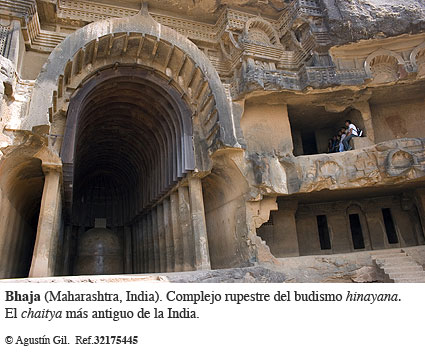 Bhaja (Maharashtra, India). Complejo rupestre del budismo hinayana.
El chaitya más antiguo de la India.
© Agustín Gil. Ref.32175445